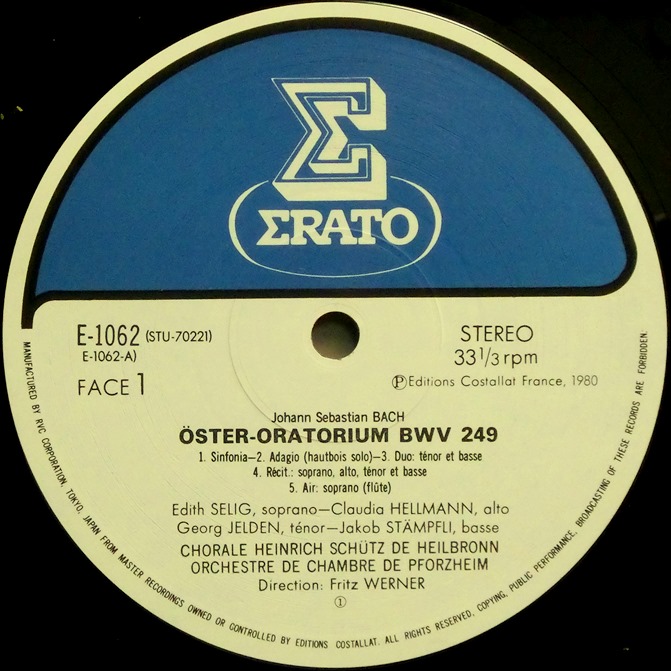 ΣRATO
E-1062 (STU-70221)
E-1062-A)
FACE 1
STEREO
33 1/3 rpm
Ⓟ Editions Costallat France, 1980
Johann Sebastian BACH
ÖSTER-ORATORIUM BWV 249
1. Sinfonia—2. Adagio (hautbois solo)—3. Duo: ténor et basse
4. Récit.: soprano, alto, ténor et basse
5. Air: soprano (flûte)
Edith SELIG, soprano—Claudia HELLMANN, alto
Georg JELDEN, ténor—Jakob STÄMPFLI, basse
CHORALE HEINRICH SCHÜTZ DE HEILBRONN
ORCHESTRE DE CHAMBRE DE PFORZHEIM
Direction: Fritz WERNER
①
MANUFACTURED BY RVC CORPORATION, TOKYO, JAPAN FROM MASTER RECORDINGS OWNED OR CONTROLLED BY EDITIONS COSTALLAT. ALL RIGHTS RESERVED, COPYING, PUBLIC PERFORMANCE, BROADCASTING OF THESE RECORDS ARE FORBIDDEN.